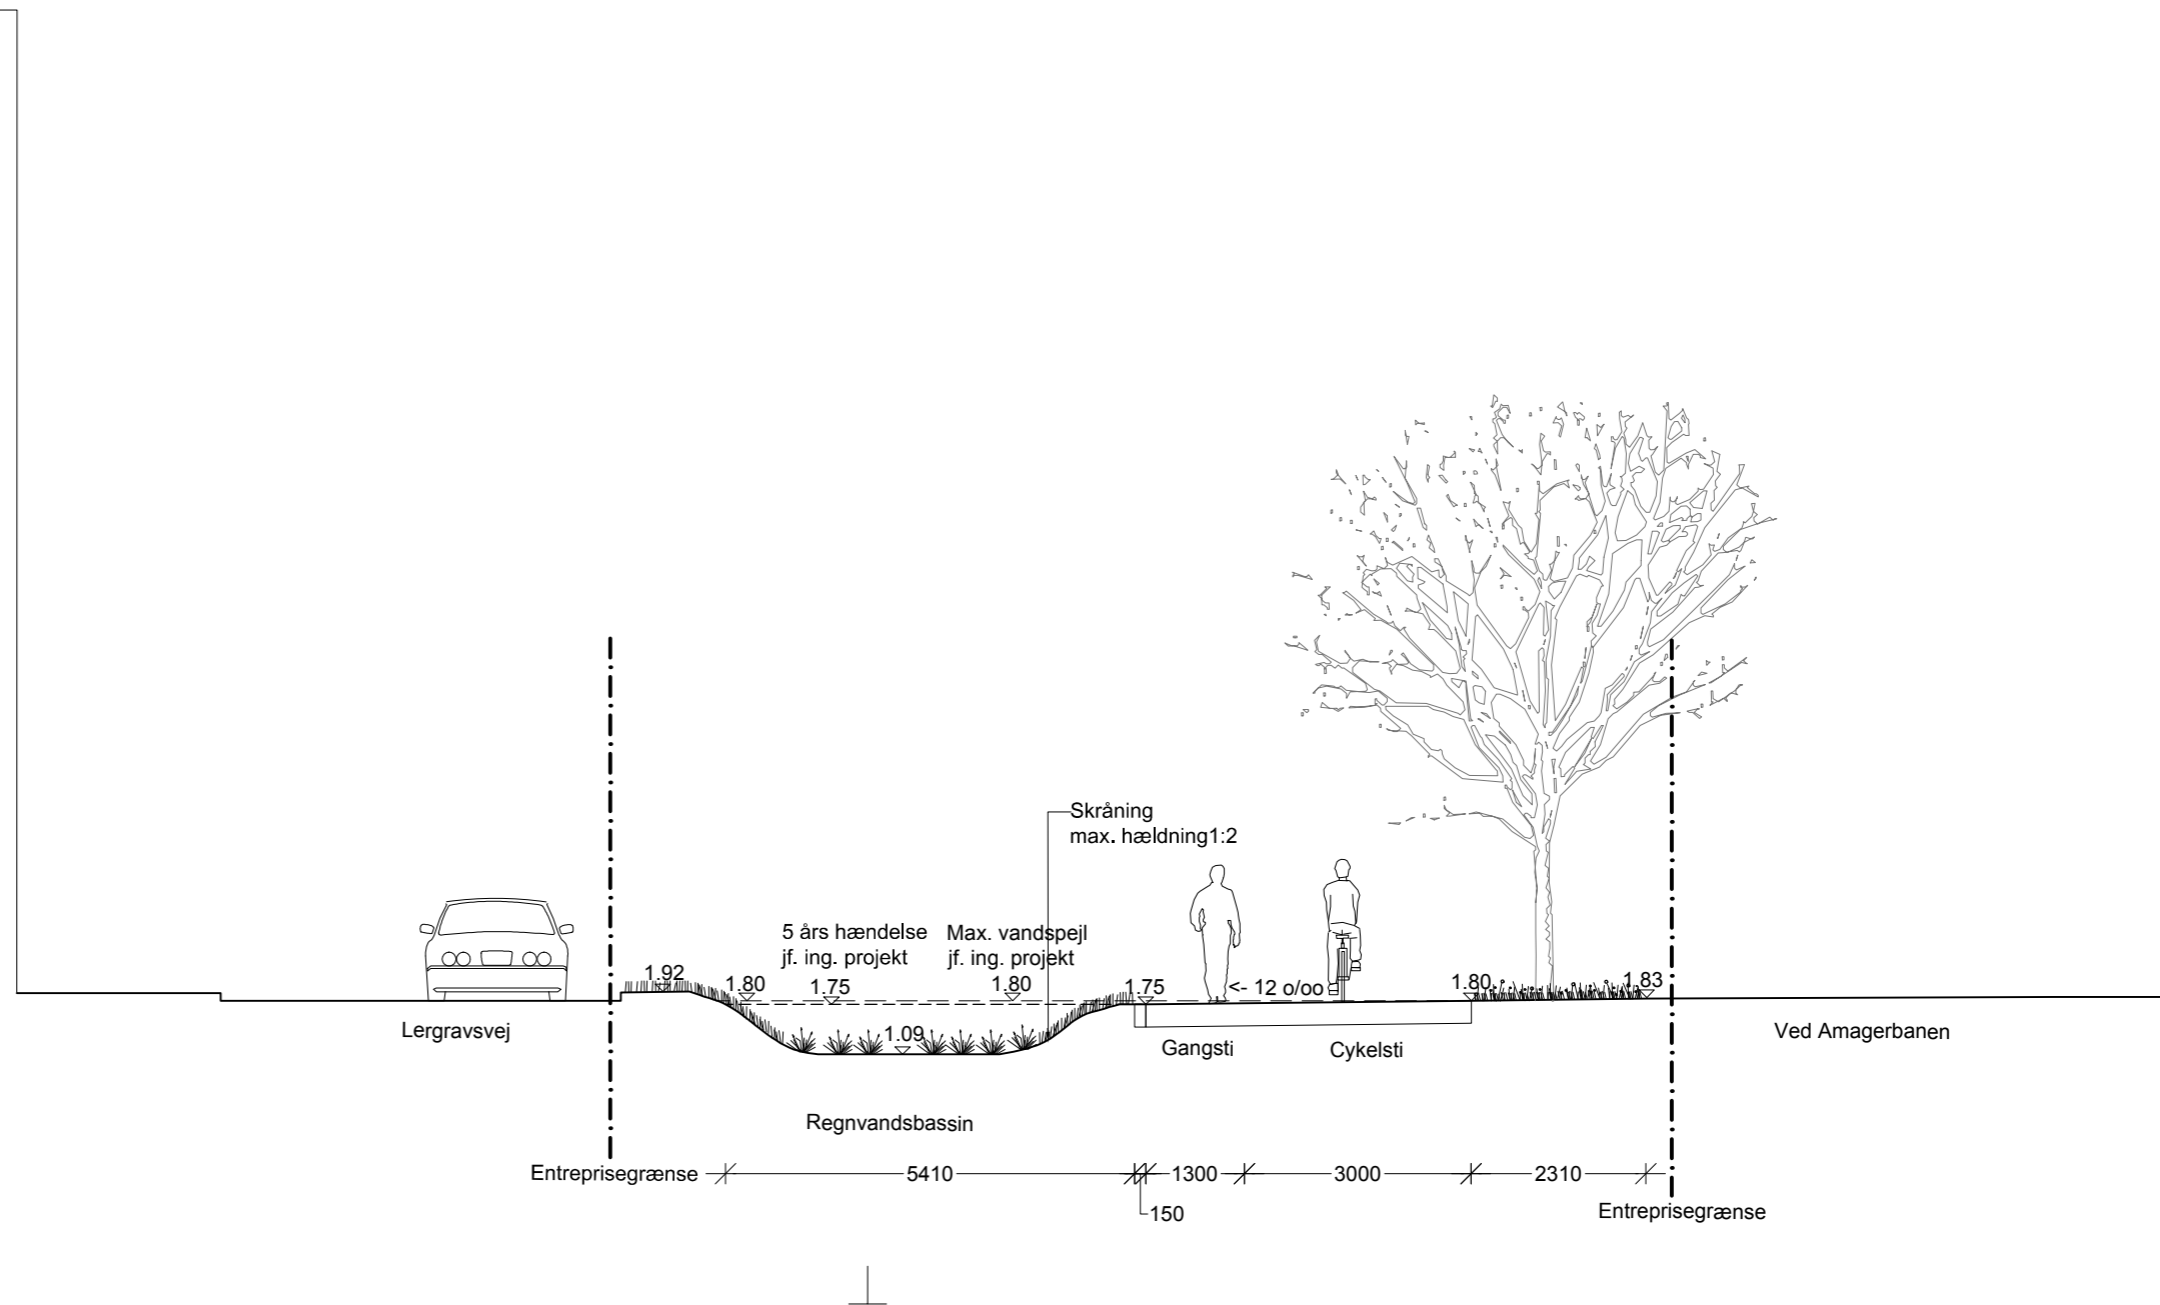 Skråning
max. hældning1:2
5 års hændelse
jf. ing. projekt
Max. vandspejl
jf. ing. projekt
1.92
1.80
1.75
1.80
1.75
<- 12 o/oo
1.80
1.83
1.09
Lergravsvej
Gangsti
Cykelsti
Ved Amagerbanen
Regnvandsbassin
Entreprisegrænse
5410
1300
3000
2310
150
Entreprisegrænse